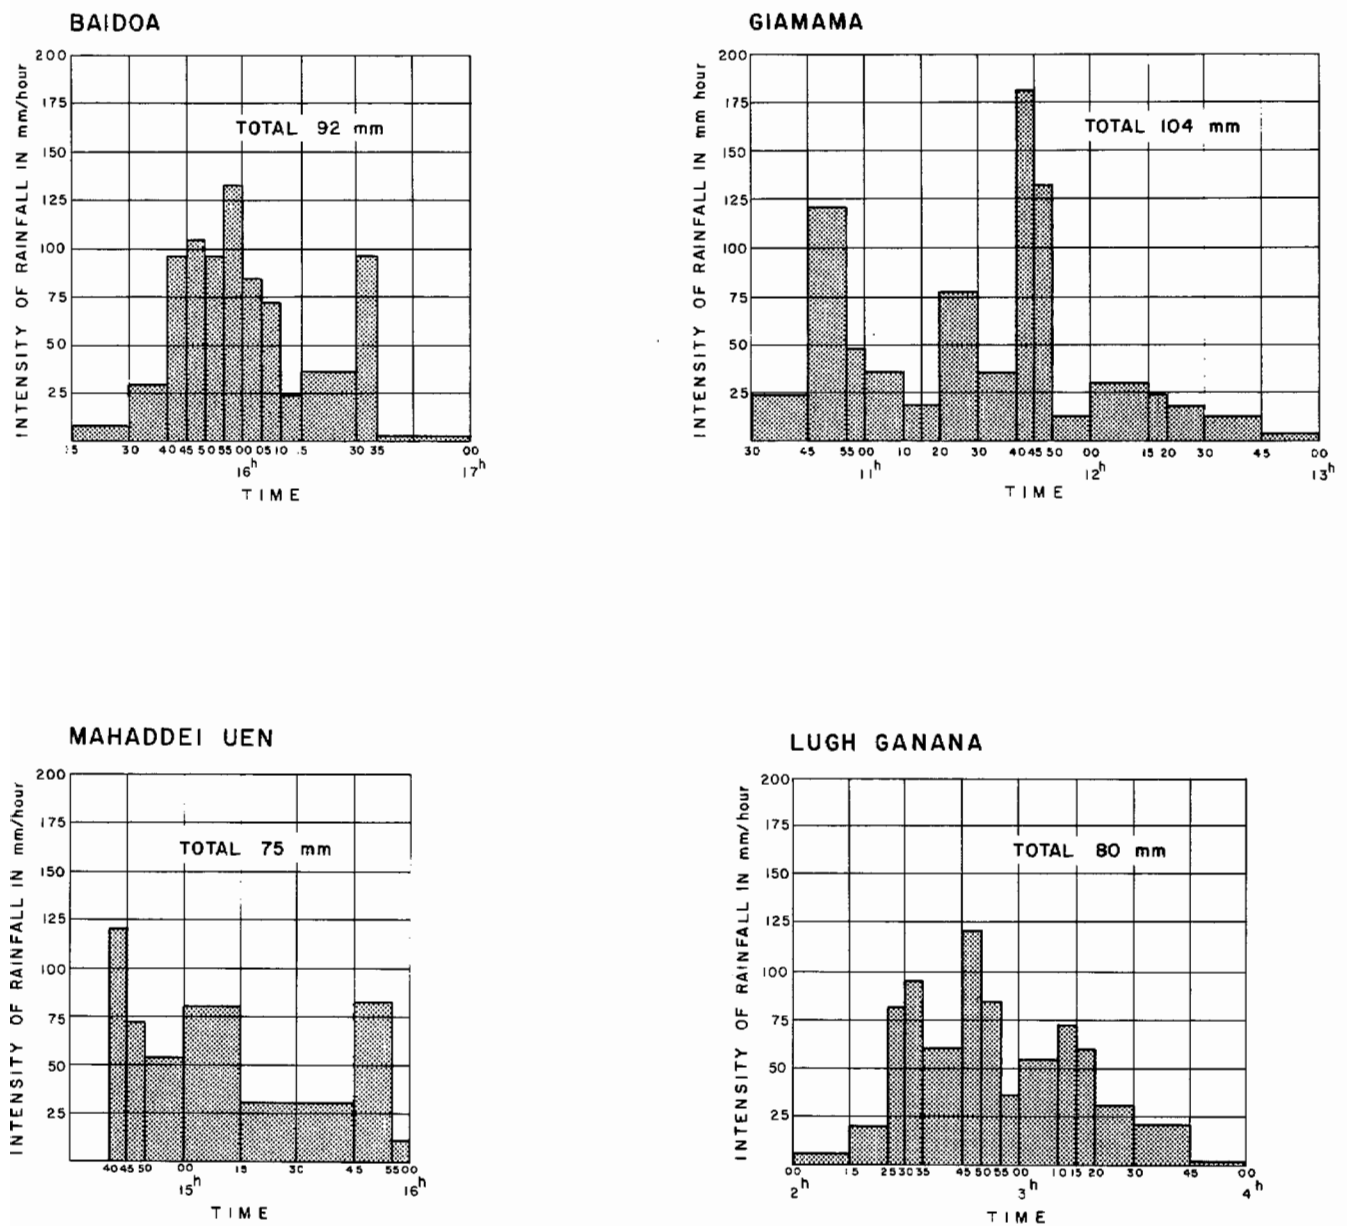 BAIDOA
INTENSITY OF RAINFALL IN mm/hour
200
175
150
125
100
75
50
25
TOTAL 92 mm
15 30 40 45 50 55 00 05 10 15 30 35 00
16h 17h
TIME
GIAMAMA
INTENSITY OF RAINFALL IN mm hour
200
175
150
125
100
75
50
25
TOTAL 104 mm
30 45 55 00 10 20 30 40 45 50 00 15 20 30 45 00
11h 12h 13h
TIME
MAHADDEI UEN
INTENSITY OF RAINFALL IN mm/hour
200
175
150
125
100
75
50
25
TOTAL 75 mm
40 45 50 00 15 30 45 55 00
15h 16h
TIME
LUGH GANANA
INTENSITY OF RAINFALL IN mm/hour
200
175
150
125
100
75
50
25
TOTAL 80 mm
00 15 25 30 35 45 50 55 00 10 15 20 30 45 00
2h 3h 4h
TIME